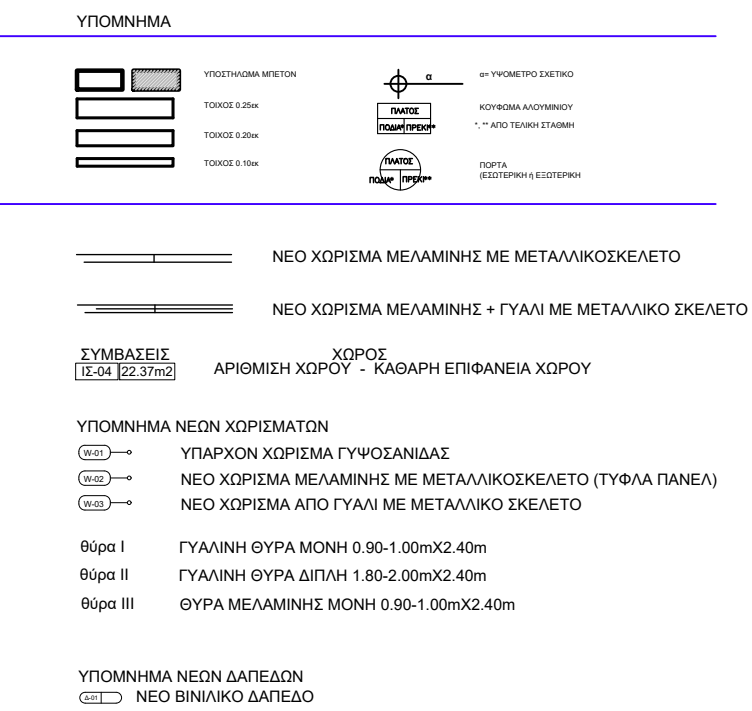 ΥΠΟΜΝΗΜΑ
ΥΠΟΣΤΗΛΩΜΑ ΜΠΕΤΟΝ
ΤΟΙΧΟΣ 0.25εκ
ΤΟΙΧΟΣ 0.20εκ
ΤΟΙΧΟΣ 0.10εκ
α
α= ΥΨΟΜΕΤΡΟ ΣΧΕΤΙΚΟ
ΠΛΑΤΟΣ
ΠΟΔΙΑ* ΠΡΕΚΙ**
ΚΟΥΦΩΜΑ ΑΛΟΥΜΙΝΙΟΥ
*, ** ΑΠΟ ΤΕΛΙΚΗ ΣΤΑΘΜΗ
ΠΛΑΤΟΣ
ΠΟΔΙΑ* ΠΡΕΚΙ**
ΠΟΡΤΑ
(ΕΣΩΤΕΡΙΚΗ ή ΕΞΩΤΕΡΙΚΗ
ΝΕΟ ΧΩΡΙΣΜΑ ΜΕΛΑΜΙΝΗΣ ΜΕ ΜΕΤΑΛΛΙΚΟΣΚΕΛΕΤΟ
ΝΕΟ ΧΩΡΙΣΜΑ ΜΕΛΑΜΙΝΗΣ + ΓΥΑΛΙ ΜΕ ΜΕΤΑΛΛΙΚΟ ΣΚΕΛΕΤΟ
ΣΥΜΒΑΣΕΙΣ ΧΩΡΟΣ
ΙΣ-04 22.37m2 ΑΡΙΘΜΙΣΗ ΧΩΡΟΥ - ΚΑΘΑΡΗ ΕΠΙΦΑΝΕΙΑ ΧΩΡΟΥ
ΥΠΟΜΝΗΜΑ ΝΕΩΝ ΧΩΡΙΣΜΑΤΩΝ
W-01 ΥΠΑΡΧΟΝ ΧΩΡΙΣΜΑ ΓΥΨΟΣΑΝΙΔΑΣ
W-02 ΝΕΟ ΧΩΡΙΣΜΑ ΜΕΛΑΜΙΝΗΣ ΜΕ ΜΕΤΑΛΛΙΚΟΣΚΕΛΕΤΟ (ΤΥΦΛΑ ΠΑΝΕΛ)
W-03 ΝΕΟ ΧΩΡΙΣΜΑ ΑΠΟ ΓΥΑΛΙ ΜΕ ΜΕΤΑΛΛΙΚΟ ΣΚΕΛΕΤΟ
θύρα Ι ΓΥΑΛΙΝΗ ΘΥΡΑ ΜΟΝΗ 0.90-1.00mX2.40m
θύρα ΙΙ ΓΥΑΛΙΝΗ ΘΥΡΑ ΔΙΠΛΗ 1.80-2.00mX2.40m
θύρα ΙΙΙ ΘΥΡΑ ΜΕΛΑΜΙΝΗΣ ΜΟΝΗ 0.90-1.00mX2.40m
ΥΠΟΜΝΗΜΑ ΝΕΩΝ ΔΑΠΕΔΩΝ
Δ-01 ΝΕΟ ΒΙΝΙΛΙΚΟ ΔΑΠΕΔΟ